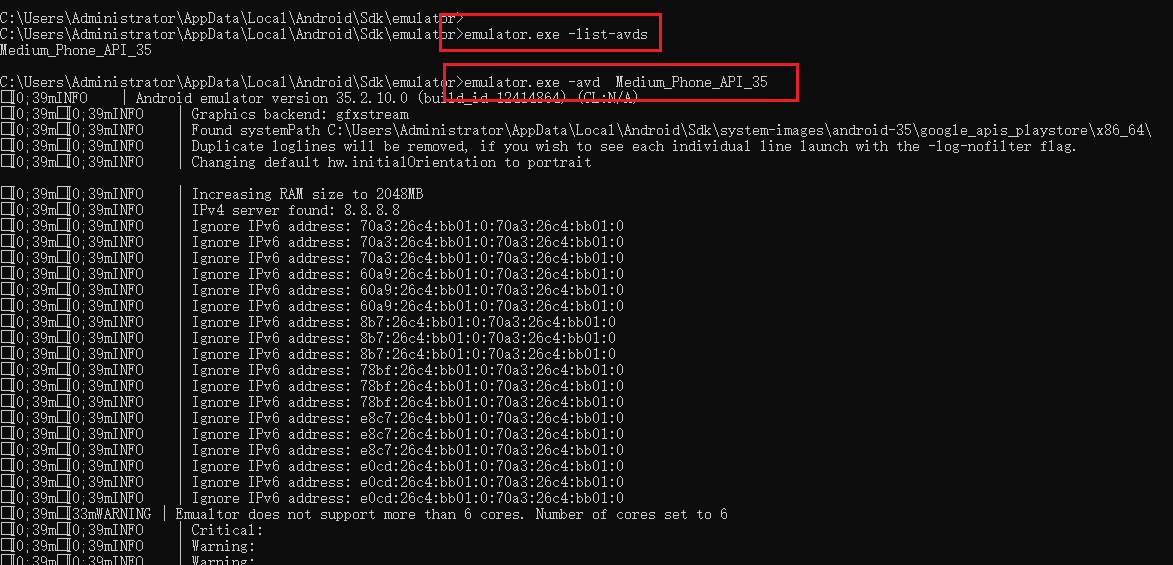 C:\Users\Administrator\AppData\Local\Android\Sdk\emulator>
C:\Users\Administrator\AppData\Local\Android\Sdk\emulator>emulator.exe -list-avds
Medium_Phone_API_35
C:\Users\Administrator\AppData\Local\Android\Sdk\emulator>emulator.exe -avd  Medium_Phone_API_35
□[0;39mINFO    | Android emulator version 35.2.10.0 (build_id 12414864) (CL:N/A)
□[0;39m□[0;39mINFO    | Graphics backend: gfxstream
□[0;39m□[0;39mINFO    | Found systemPath C:\Users\Administrator\AppData\Local\Android\Sdk\system-images\android-35\google_apis_playstore\x86_64\
□[0;39m□[0;39mINFO    | Duplicate loglines will be removed, if you wish to see each individual line launch with the -log-nofilter flag.
□[0;39m□[0;39mINFO    | Changing default hw.initialOrientation to portrait
□[0;39m□[0;39mINFO    | Increasing RAM size to 2048MB
□[0;39m□[0;39mINFO    | IPv4 server found: 8.8.8.8
□[0;39m□[0;39mINFO    | Ignore IPv6 address: 70a3:26c4:bb01:0:70a3:26c4:bb01:0
□[0;39m□[0;39mINFO    | Ignore IPv6 address: 70a3:26c4:bb01:0:70a3:26c4:bb01:0
□[0;39m□[0;39mINFO    | Ignore IPv6 address: 70a3:26c4:bb01:0:70a3:26c4:bb01:0
□[0;39m□[0;39mINFO    | Ignore IPv6 address: 60a9:26c4:bb01:0:70a3:26c4:bb01:0
□[0;39m□[0;39mINFO    | Ignore IPv6 address: 60a9:26c4:bb01:0:70a3:26c4:bb01:0
□[0;39m□[0;39mINFO    | Ignore IPv6 address: 60a9:26c4:bb01:0:70a3:26c4:bb01:0
□[0;39m□[0;39mINFO    | Ignore IPv6 address: 8b7:26c4:bb01:0:70a3:26c4:bb01:0
□[0;39m□[0;39mINFO    | Ignore IPv6 address: 8b7:26c4:bb01:0:70a3:26c4:bb01:0
□[0;39m□[0;39mINFO    | Ignore IPv6 address: 8b7:26c4:bb01:0:70a3:26c4:bb01:0
□[0;39m□[0;39mINFO    | Ignore IPv6 address: 78bf:26c4:bb01:0:70a3:26c4:bb01:0
□[0;39m□[0;39mINFO    | Ignore IPv6 address: 78bf:26c4:bb01:0:70a3:26c4:bb01:0
□[0;39m□[0;39mINFO    | Ignore IPv6 address: 78bf:26c4:bb01:0:70a3:26c4:bb01:0
□[0;39m□[0;39mINFO    | Ignore IPv6 address: e8c7:26c4:bb01:0:70a3:26c4:bb01:0
□[0;39m□[0;39mINFO    | Ignore IPv6 address: e8c7:26c4:bb01:0:70a3:26c4:bb01:0
□[0;39m□[0;39mINFO    | Ignore IPv6 address: e8c7:26c4:bb01:0:70a3:26c4:bb01:0
□[0;39m□[0;39mINFO    | Ignore IPv6 address: e0cd:26c4:bb01:0:70a3:26c4:bb01:0
□[0;39m□[0;39mINFO    | Ignore IPv6 address: e0cd:26c4:bb01:0:70a3:26c4:bb01:0
□[0;39m□[0;39mINFO    | Ignore IPv6 address: e0cd:26c4:bb01:0:70a3:26c4:bb01:0
□[0;39m□[33mWARNING | Emualtor does not support more than 6 cores. Number of cores set to 6
□[0;39m□[0;39mINFO    | Critical:
□[0;39m□[0;39mINFO    | Warning:
□[0;39m□[0;39mINFO    | Warning: